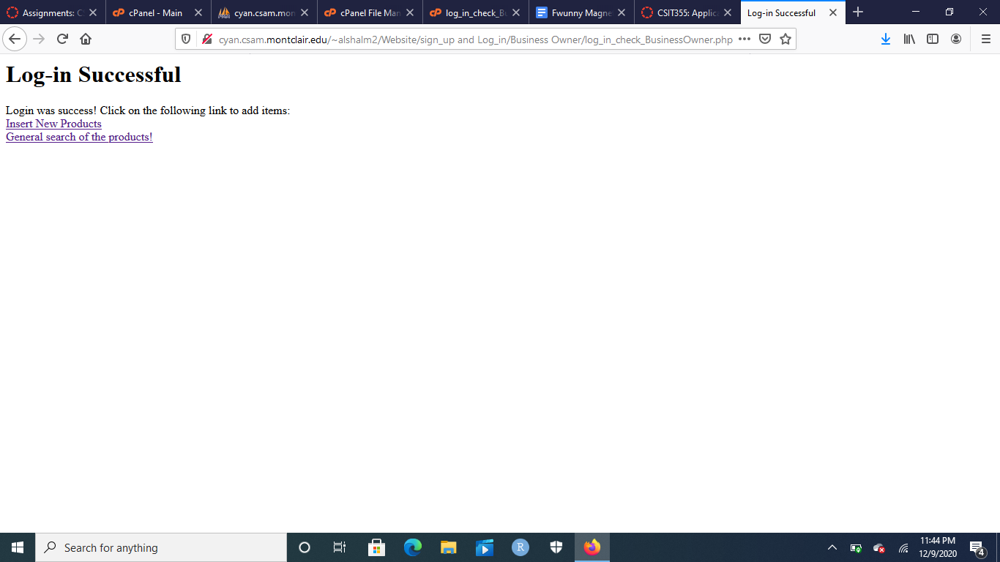 Assignments: C
cPanel - Main
cyan.csam.mon
cPanel File Man
log_in_check_B
Fwunny Magne
CSIT355: Applica
Log-in Successful
cyan.csam.montclair.edu/~alshalm2/Website/sign_up and Log_in/Business Owner/log_in_check_BusinessOwner.php
Log-in Successful
Login was success! Click on the following link to add items:
Insert New Products
General search of the products!
Search for anything
R
11:44 PM
12/9/2020
4